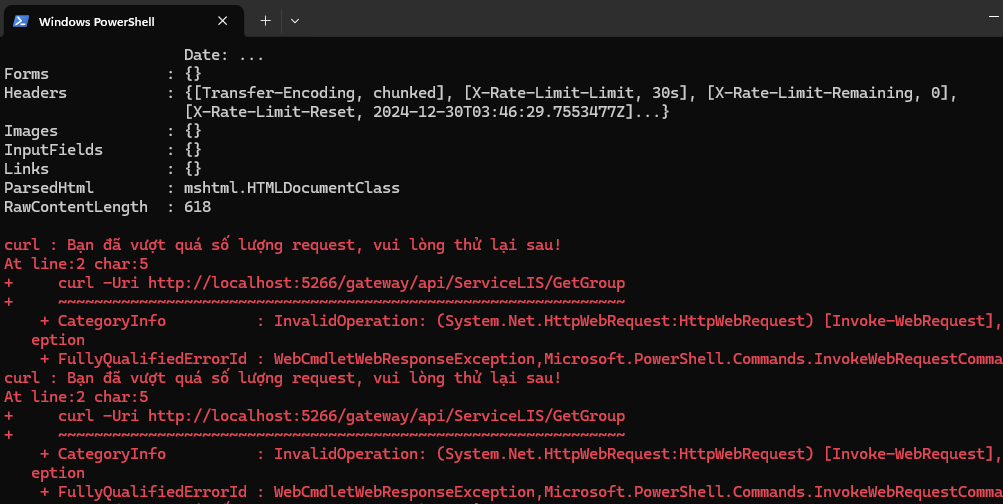 Windows PowerShell
Date: ...
Forms : {}
Headers : {[Transfer-Encoding, chunked], [X-Rate-Limit-Limit, 30s], [X-Rate-Limit-Remaining, 0],
[X-Rate-Limit-Reset, 2024-12-30T03:46:29.7553477Z]...}
Images : {}
InputFields : {}
Links : {}
ParsedHtml : mshtml.HTMLDocumentClass
RawContentLength : 618
curl : Bạn đã vượt quá số lượng request, vui lòng thử lại sau!
At line:2 char:5
+ curl -Uri http://localhost:5266/gateway/api/ServiceLIS/GetGroup
+ ~~~~~~~~~~~~~~~~~~~~~~~~~~~~~~~~~~~~~~~~~~~~~~~~~~~~~~~~~~~~~~~
+ CategoryInfo : InvalidOperation: (System.Net.HttpWebRequest:HttpWebRequest) [Invoke-WebRequest],
eption
+ FullyQualifiedErrorId : WebCmdletWebResponseException,Microsoft.PowerShell.Commands.InvokeWebRequestComma
curl : Bạn đã vượt quá số lượng request, vui lòng thử lại sau!
At line:2 char:5
+ curl -Uri http://localhost:5266/gateway/api/ServiceLIS/GetGroup
+ ~~~~~~~~~~~~~~~~~~~~~~~~~~~~~~~~~~~~~~~~~~~~~~~~~~~~~~~~~~~~~~~
+ CategoryInfo : InvalidOperation: (System.Net.HttpWebRequest:HttpWebRequest) [Invoke-WebRequest],
eption
+ FullyQualifiedErrorId : WebCmdletWebResponseException,Microsoft.PowerShell.Commands.InvokeWebRequestComma